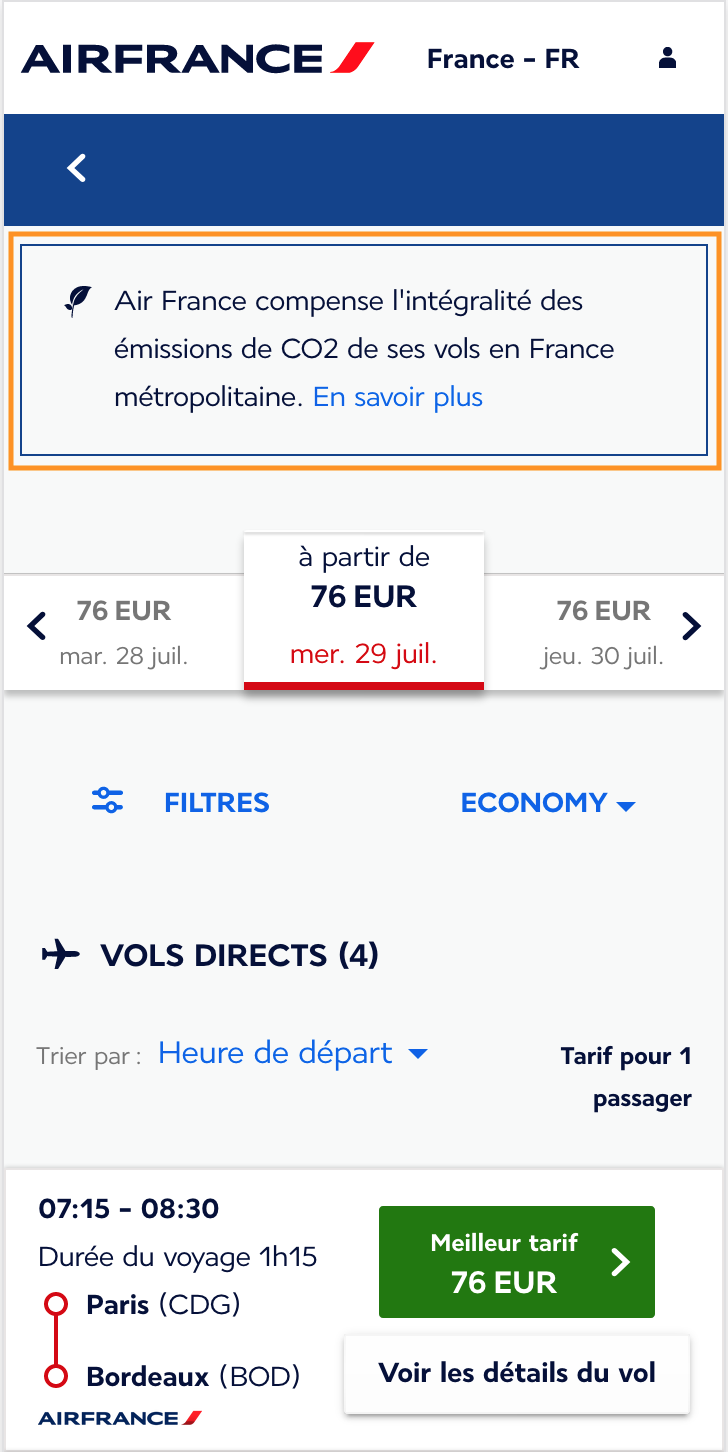 AIRFRANCE
France - FR
Air France compense l'intégralité des
émissions de CO2 de ses vols en France
métropolitaine. En savoir plus
76 EUR
mar. 28 juil.
à partir de
76 EUR
mer. 29 juil.
76 EUR
jeu. 30 juil.
FILTRES
ECONOMY
VOLS DIRECTS (4)
Trier par : Heure de départ
Tarif pour 1
passager
07:15 - 08:30
Durée du voyage 1h15
Paris (CDG)
Bordeaux (BOD)
AIRFRANCE
Meilleur tarif
76 EUR
Voir les détails du vol